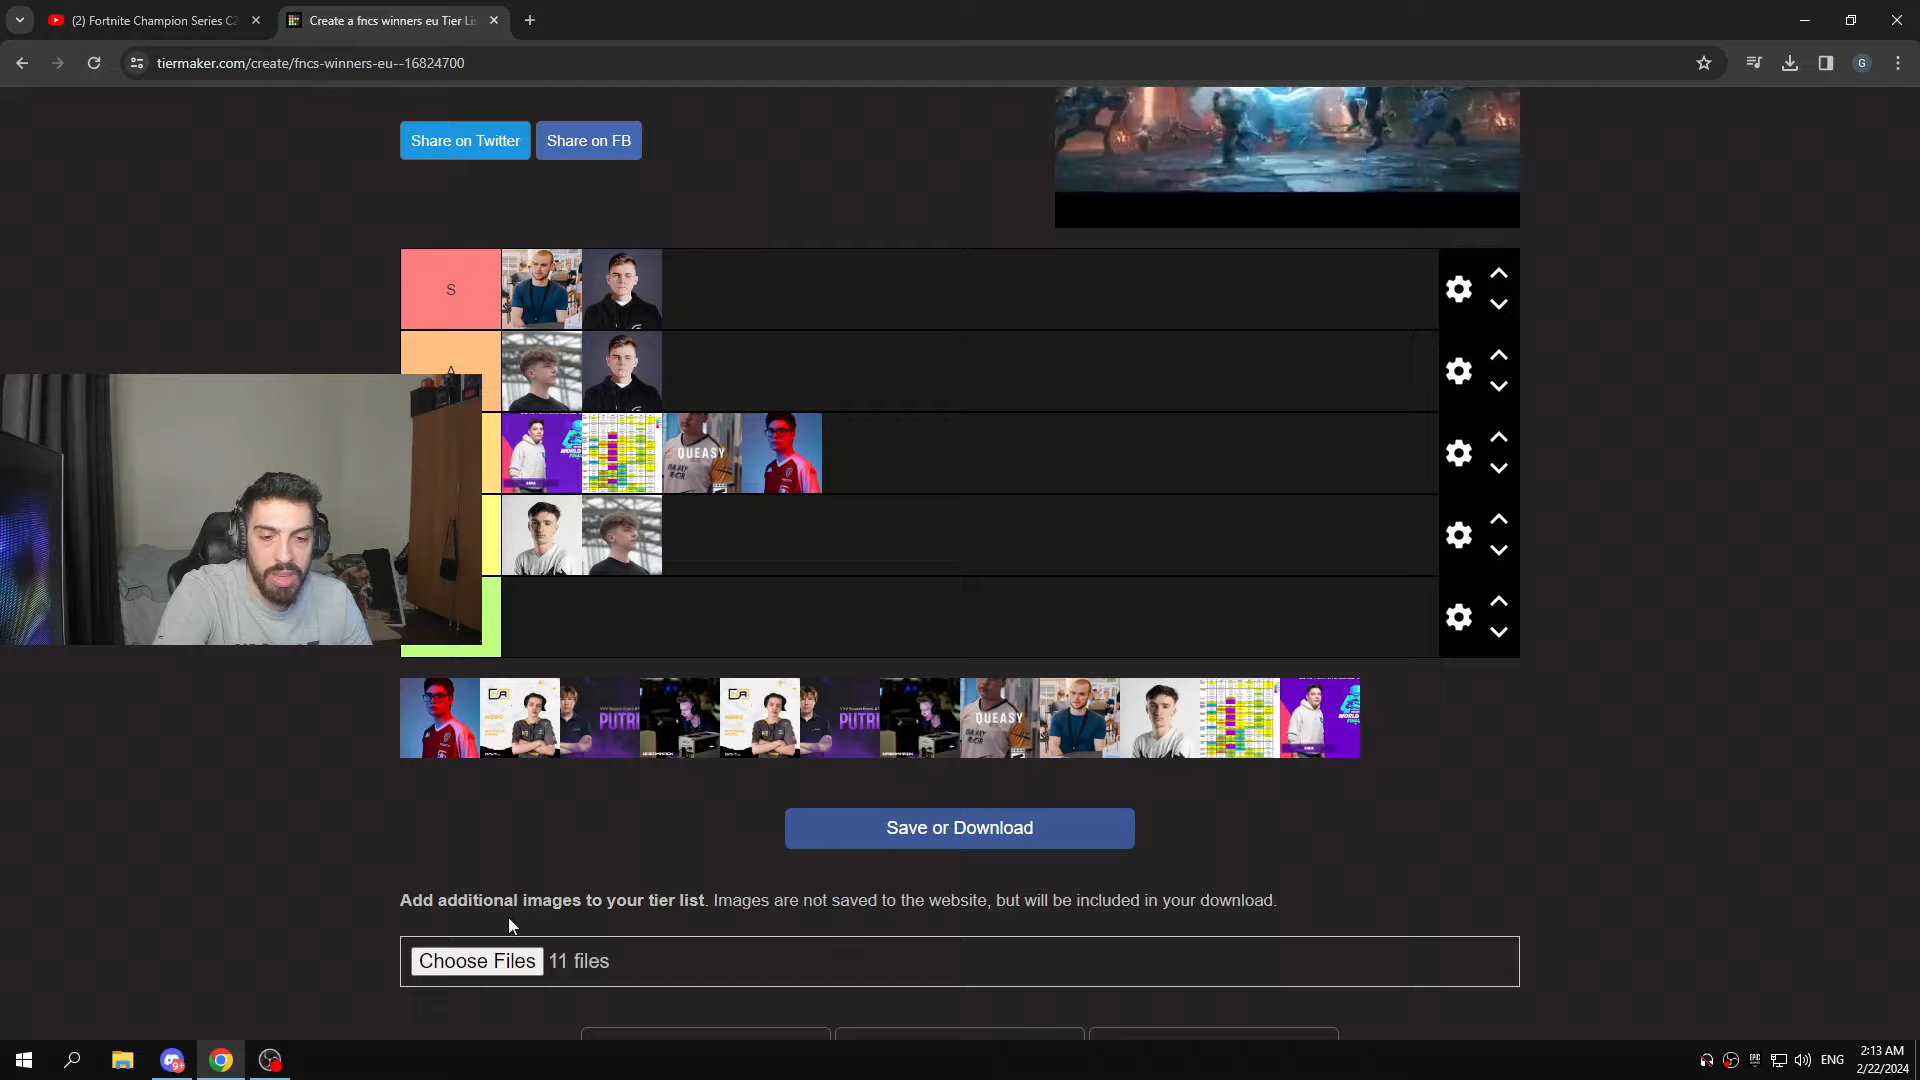 (2) Fortnite Champion Series C2
Create a fncs winners eu Tier Li
tiermaker.com/create/fncs-winners-eu--16824700
G
Share on Twitter
Share on FB
S
A
QUEASY
PUTRI
PUTRI
QUEASY
Save or Download
Add additional images to your tier list. Images are not saved to the website, but will be included in your download.
Choose Files 11 files
9+
ENG
2:13 AM
2/22/2024